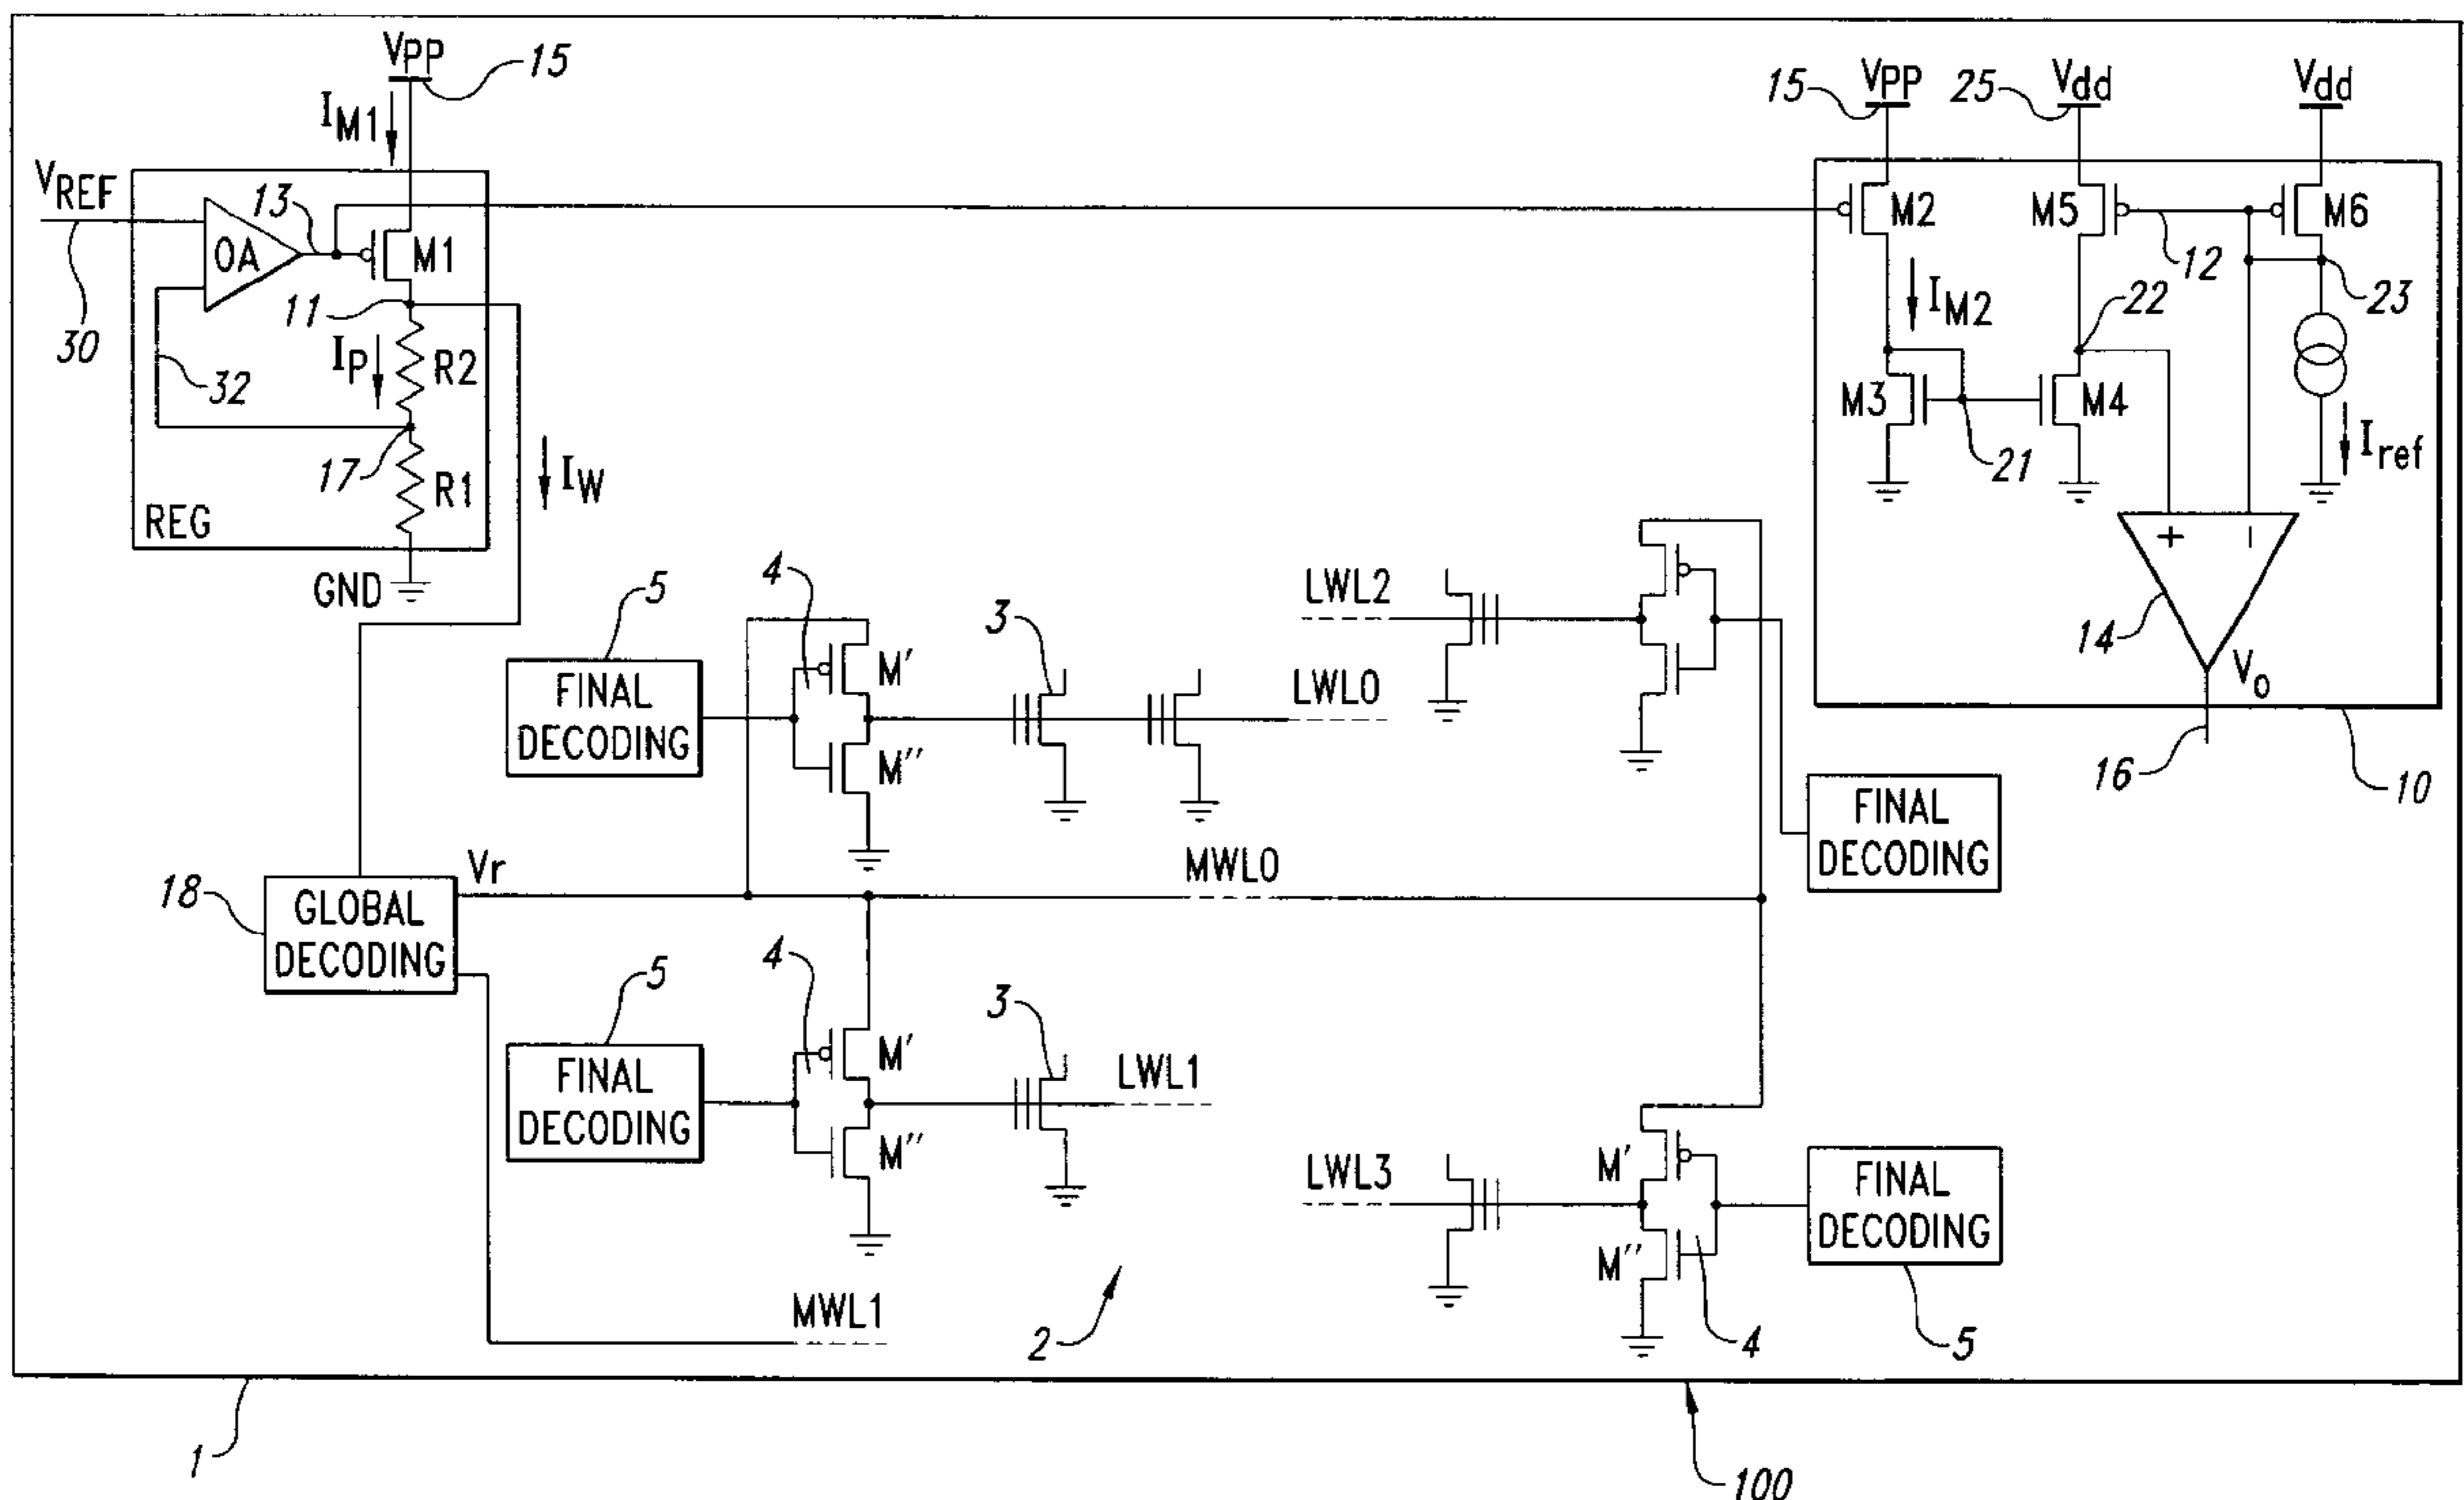 VPP
15
IM1
VREF
13
OA
M1
11
30
32
IP
R2
17
R1
REG
IW
GND
15
VPP
25
Vdd
Vdd
M2
M5
M6
12
IM2
22
23
M3
M4
21
Iref
+
−
14
Vo
16
10
5
4
FINAL
DECODING
M'
M''
3
LWL0
LWL2
FINAL
DECODING
18
GLOBAL
DECODING
Vr
MWL0
5
4
FINAL
DECODING
M'
M''
3
LWL1
LWL3
M'
M''
FINAL
DECODING
4
5
MWL1
2
1
100